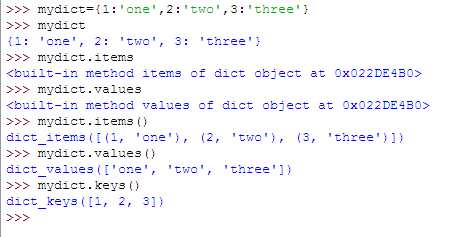 >>> mydict={1:'one',2:'two',3:'three'}
>>> mydict
{1: 'one', 2: 'two', 3: 'three'}
>>> mydict.items
<built-in method items of dict object at 0x022DE4B0>
>>> mydict.values
<built-in method values of dict object at 0x022DE4B0>
>>> mydict.items()
dict_items([(1, 'one'), (2, 'two'), (3, 'three')])
>>> mydict.values()
dict_values(['one', 'two', 'three'])
>>> mydict.keys()
dict_keys([1, 2, 3])
>>>